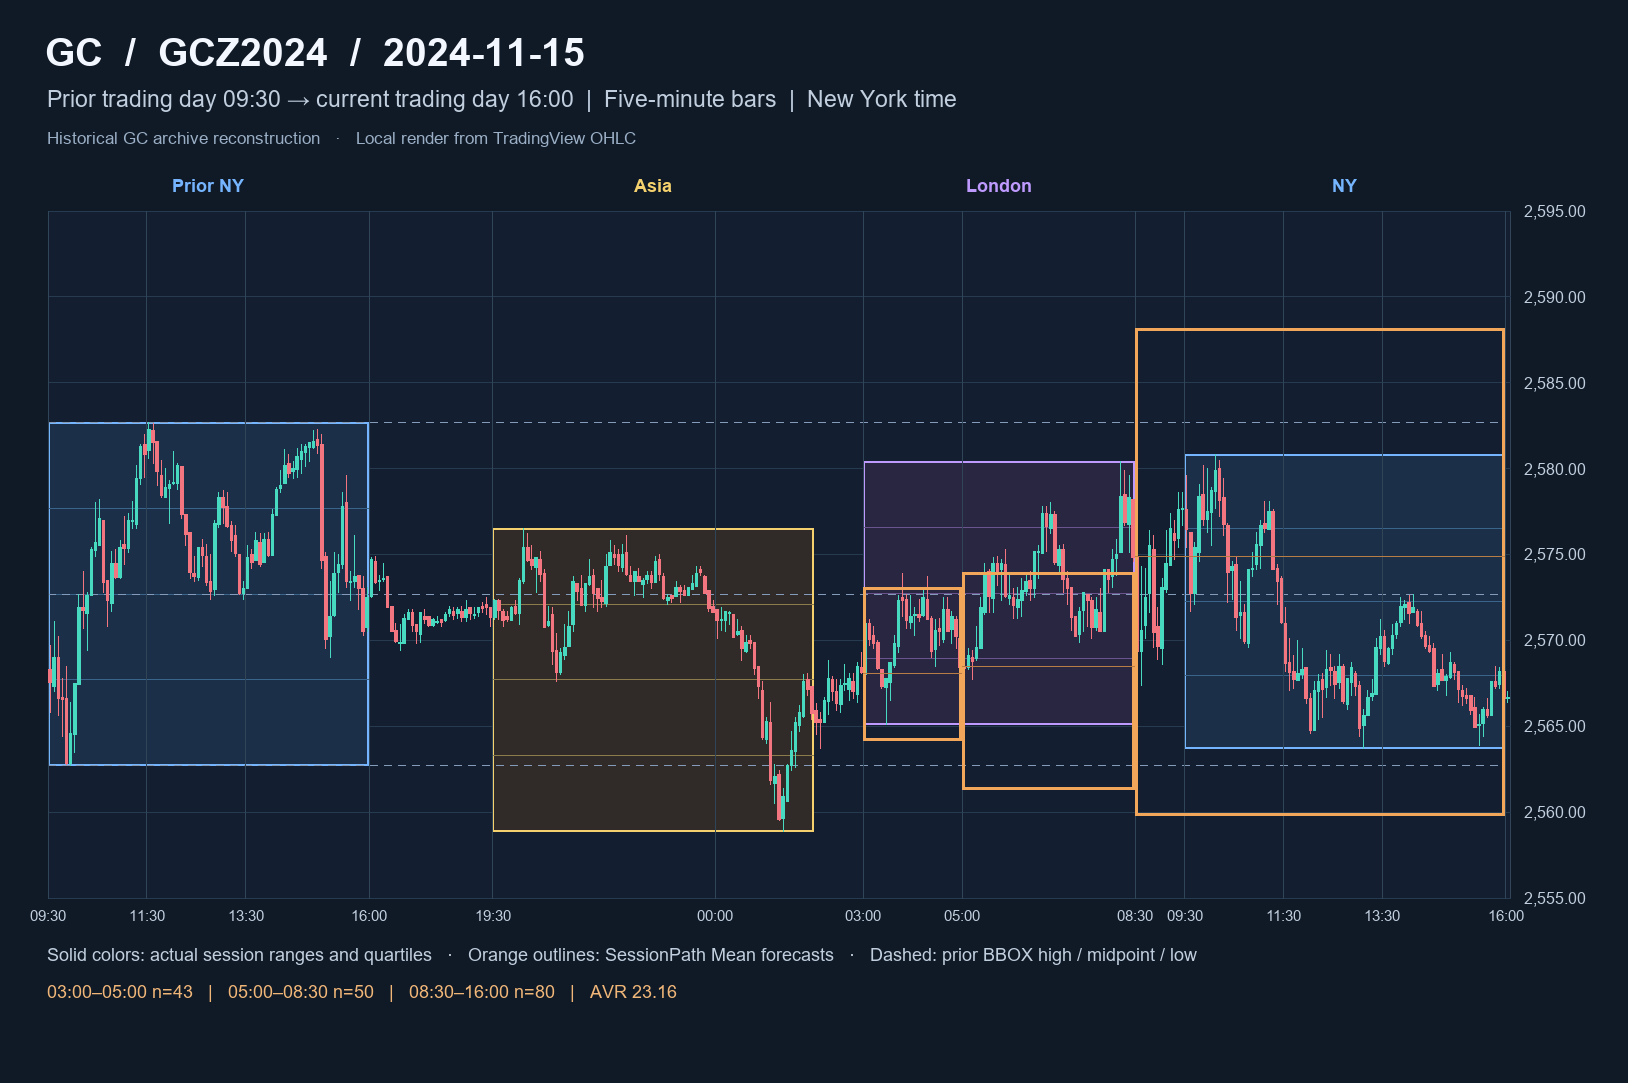 GC / GCZ2024 / 2024-11-15
Prior trading day 09:30 → current trading day 16:00 | Five-minute bars | New York time
Historical GC archive reconstruction · Local render from TradingView OHLC
Prior NY Asia London NY
2,595.00
2,590.00
2,585.00
2,580.00
2,575.00
2,570.00
2,565.00
2,560.00
2,555.00
09:30 11:30 13:30 16:00 19:30 00:00 03:00 05:00 08:30 09:30 11:30 13:30 16:00
Solid colors: actual session ranges and quartiles · Orange outlines: SessionPath Mean forecasts · Dashed: prior BBOX high / midpoint / low
03:00–05:00 n=43 | 05:00–08:30 n=50 | 08:30–16:00 n=80 | AVR 23.16